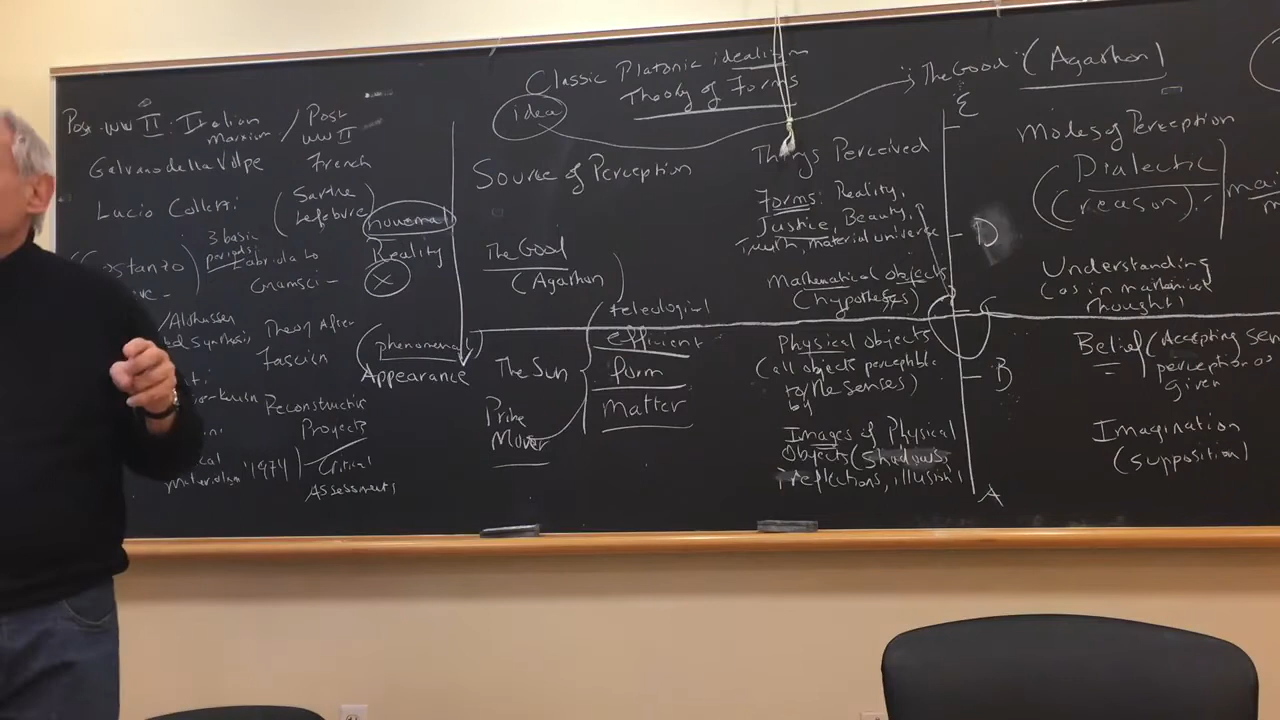 Post-WW II: Italian Marxism / Post WW II French
Galvano della Volpe
Lucio Colletti
(Sartre Lefebvre)
3 basic periods:
Labriola to
Gramsci -
/Althusser
Theory After
Fascism
Reconstructive
Projects
'1974)
Critical
Assessments
noumenal
Reality
X
(phenomenal)
Appearance
Classic Platonic idealism
Theory of Forms
idea
The Good: (Agathon)
Source of Perception
The Good
(Agathon)
The Sun
Prime
Mover
teleological
efficient
form
matter
Things Perceived
Forms: Reality,
Justice, Beauty,
Truth, material universe
Mathematical objects
(hypotheses)
Physical objects
(all objects perceptible
to/
by the senses)
Images of Physical
Objects (shadows,
reflections, illusions)
E
D
C
B
A
Modes of Perception
Dialectic
(reason)
Understanding
(as in mathematical
thought)
Belief (Accepting sen
perception as
given
Imagination
(supposition)